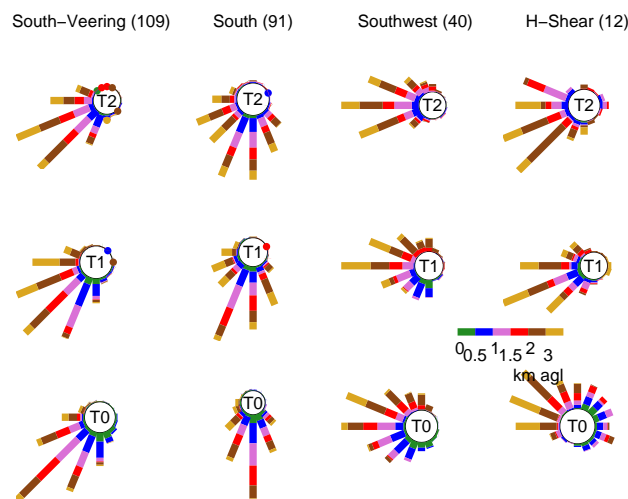 South−Veering (109) South (91) Southwest (40) H−Shear (12)
T2 T2 T2 T2
T1 T1 T1 T1
0 0.5 1 1.5 2 3
km agl
T0 T0 T0 T0